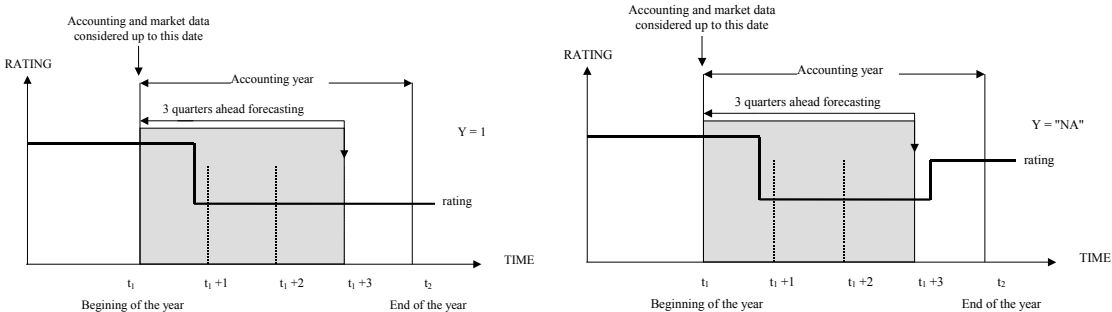 Accounting and market data
considered up to this date
RATING
Accounting year
3 quarters ahead forecasting
Y = 1
rating
TIME
t₁
t₁ +1
t₁ +2
t₁ +3
t₂
Begining of the year
End of the year
Accounting and market data
considered up to this date
RATING
Accounting year
3 quarters ahead forecasting
Y = "NA"
rating
TIME
t₁
t₁ +1
t₁ +2
t₁ +3
t₂
Beginning of the year
End of the year